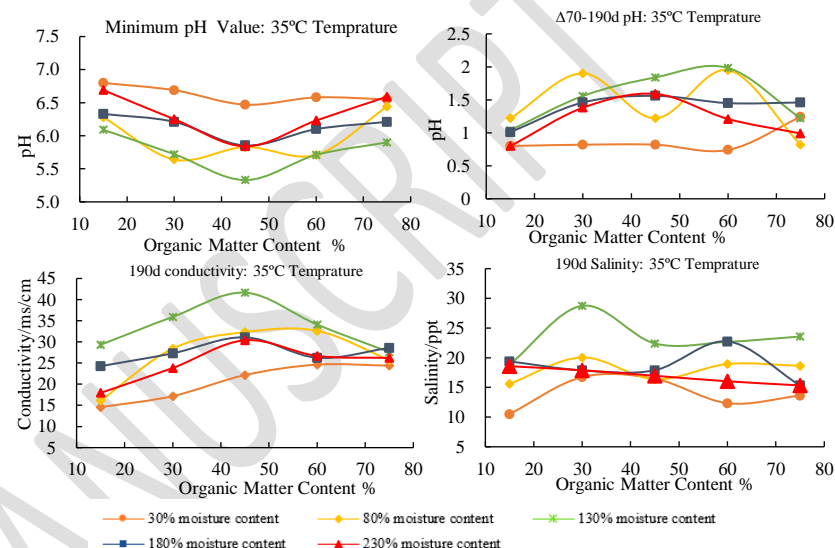 Minimum pH Value: 35ºC Temprature
7.5
7.0
6.5
6.0
5.5
5.0
pH
10 20 30 40 50 60 70 80
Organic Matter Content %
Δ70-190d pH: 35ºC Temprature
2.5
2
1.5
1
0.5
0
pH
10 20 30 40 50 60 70 80
Organic Matter Content %
190d conductivity: 35ºC Temprature
45
40
35
30
25
20
15
10
5
Conductivity/ms/cm
10 20 30 40 50 60 70 80
Organic Matter Content %
190d Salinity: 35ºC Temprature
35
30
25
20
15
10
5
Salinity/ppt
10 20 30 40 50 60 70 80
Organic Matter Content %
30% moisture content 80% moisture content 130% moisture content
180% moisture content 230% moisture content
MANUSCRIPT